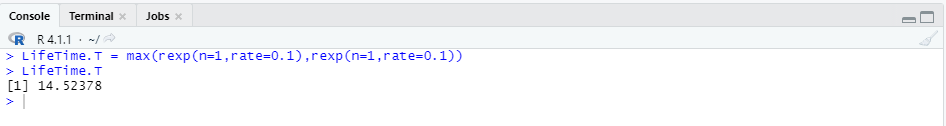 Console Terminal × Jobs ×
R 4.1.1 · ~/
> LifeTime.T = max(rexp(n=1,rate=0.1),rexp(n=1,rate=0.1))
> LifeTime.T
[1] 14.52378
>